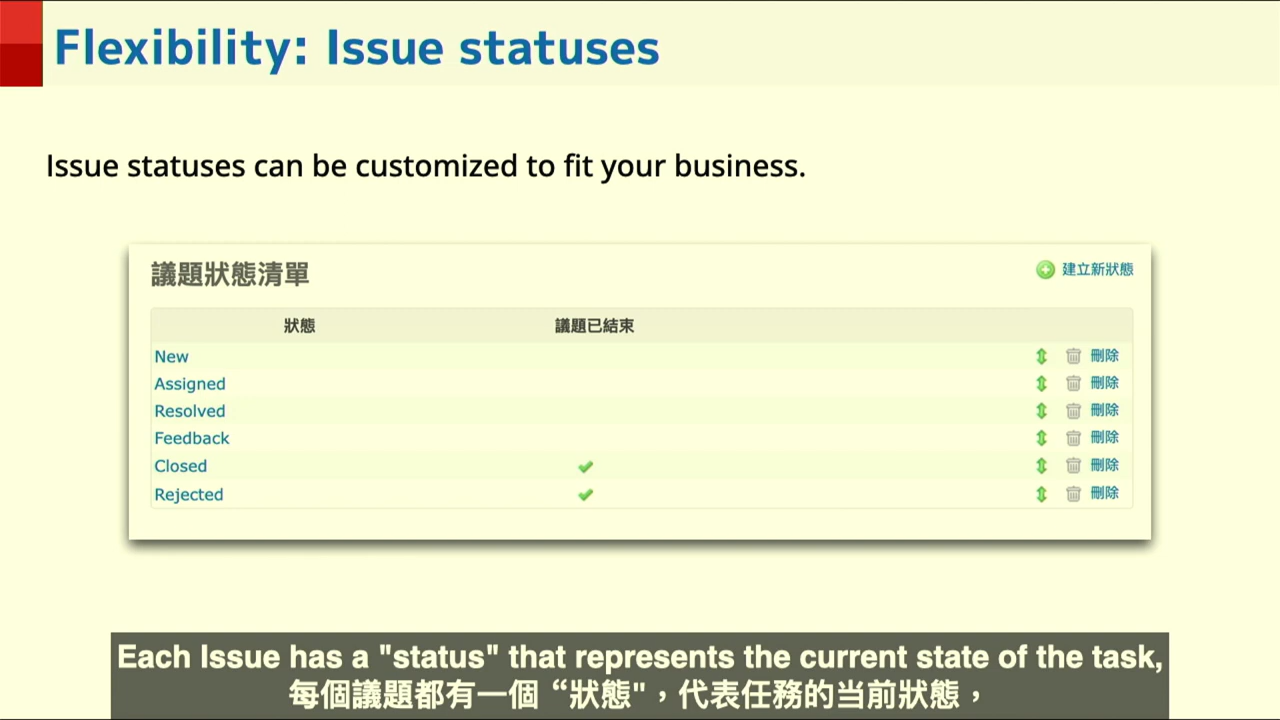 Flexibility: Issue statuses
Issue statuses can be customized to fit your business.
議題狀態清單
建立新狀態
狀態 議題已結束
New 刪除
Assigned 刪除
Resolved 刪除
Feedback 刪除
Closed 刪除
Rejected 刪除
Each Issue has a "status" that represents the current state of the task,
每個議題都有一個“狀態"，代表任務的当前狀態，